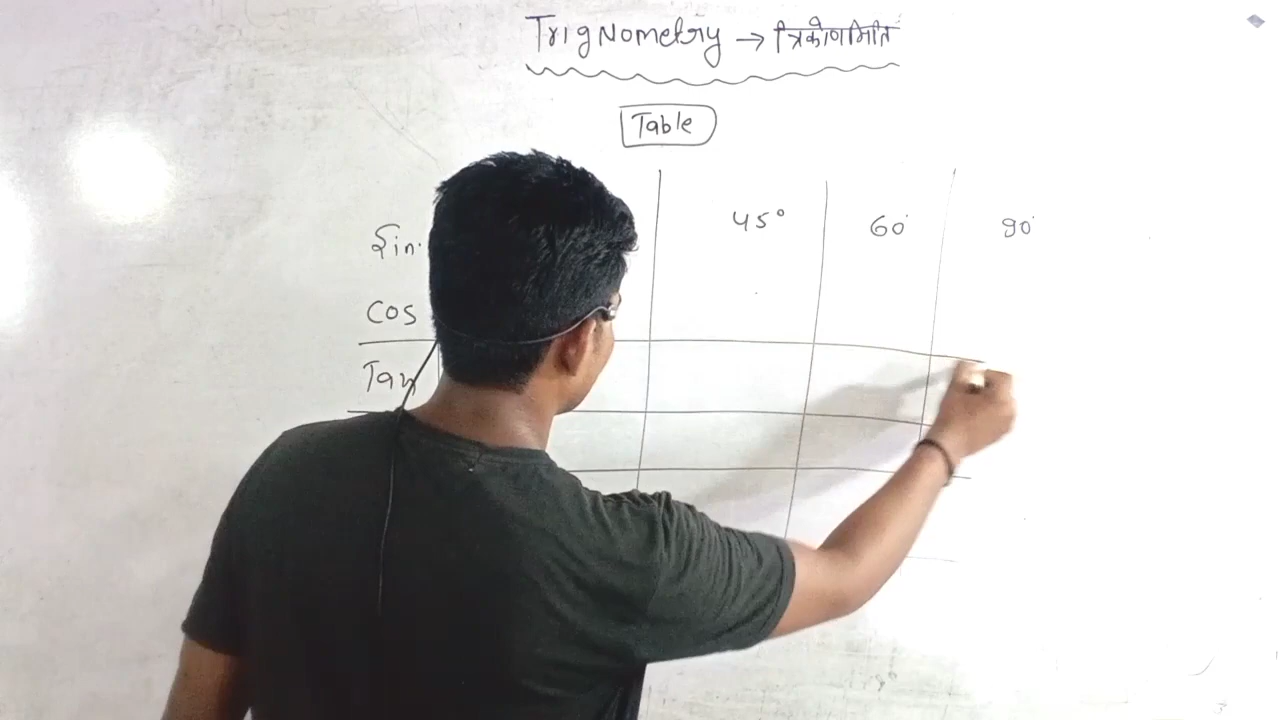 TrigNometry → त्रिकोणमिति
Table
Sin. 45° 60° 90°
COS
Tan